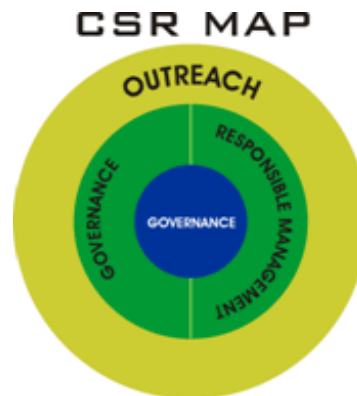 CSR MAP
OUTREACH
GOVERNANCE
RESPONSIBLE MANAGEMENT
GOVERNANCE